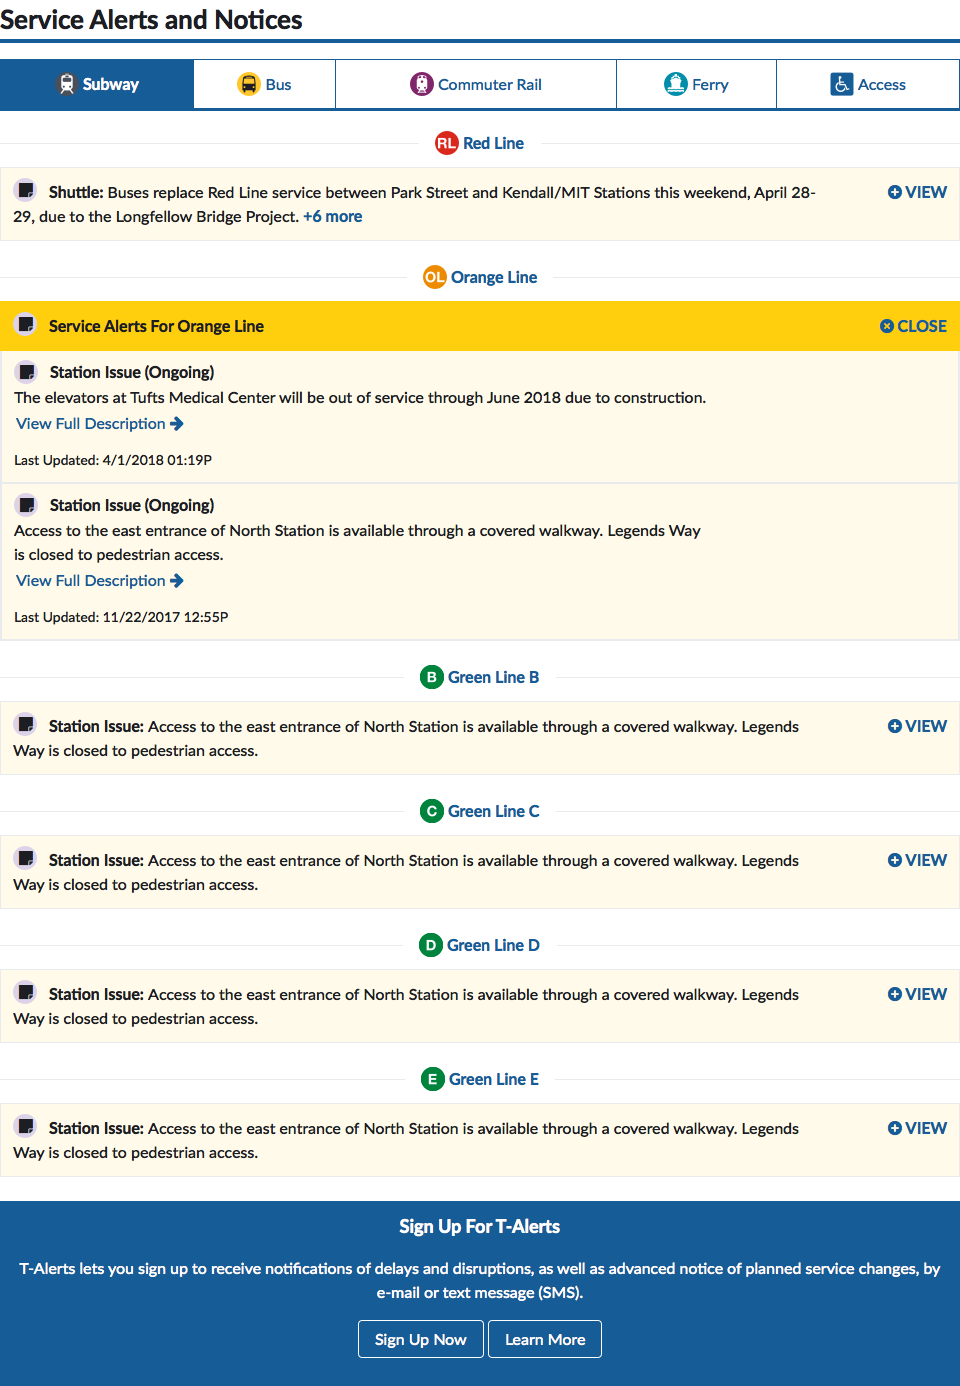 Service Alerts and Notices
Subway
Bus
Commuter Rail
Ferry
Access
RL Red Line
Shuttle: Buses replace Red Line service between Park Street and Kendall/MIT Stations this weekend, April 28-
29, due to the Longfellow Bridge Project. +6 more
VIEW
OL Orange Line
Service Alerts For Orange Line
CLOSE
Station Issue (Ongoing)
The elevators at Tufts Medical Center will be out of service through June 2018 due to construction.
View Full Description
Last Updated: 4/1/2018 01:19P
Station Issue (Ongoing)
Access to the east entrance of North Station is available through a covered walkway. Legends Way
is closed to pedestrian access.
View Full Description
Last Updated: 11/22/2017 12:55P
B Green Line B
Station Issue: Access to the east entrance of North Station is available through a covered walkway. Legends
Way is closed to pedestrian access.
VIEW
C Green Line C
Station Issue: Access to the east entrance of North Station is available through a covered walkway. Legends
Way is closed to pedestrian access.
VIEW
D Green Line D
Station Issue: Access to the east entrance of North Station is available through a covered walkway. Legends
Way is closed to pedestrian access.
VIEW
E Green Line E
Station Issue: Access to the east entrance of North Station is available through a covered walkway. Legends
Way is closed to pedestrian access.
VIEW
Sign Up For T-Alerts
T-Alerts lets you sign up to receive notifications of delays and disruptions, as well as advanced notice of planned service changes, by
e-mail or text message (SMS).
Sign Up Now
Learn More